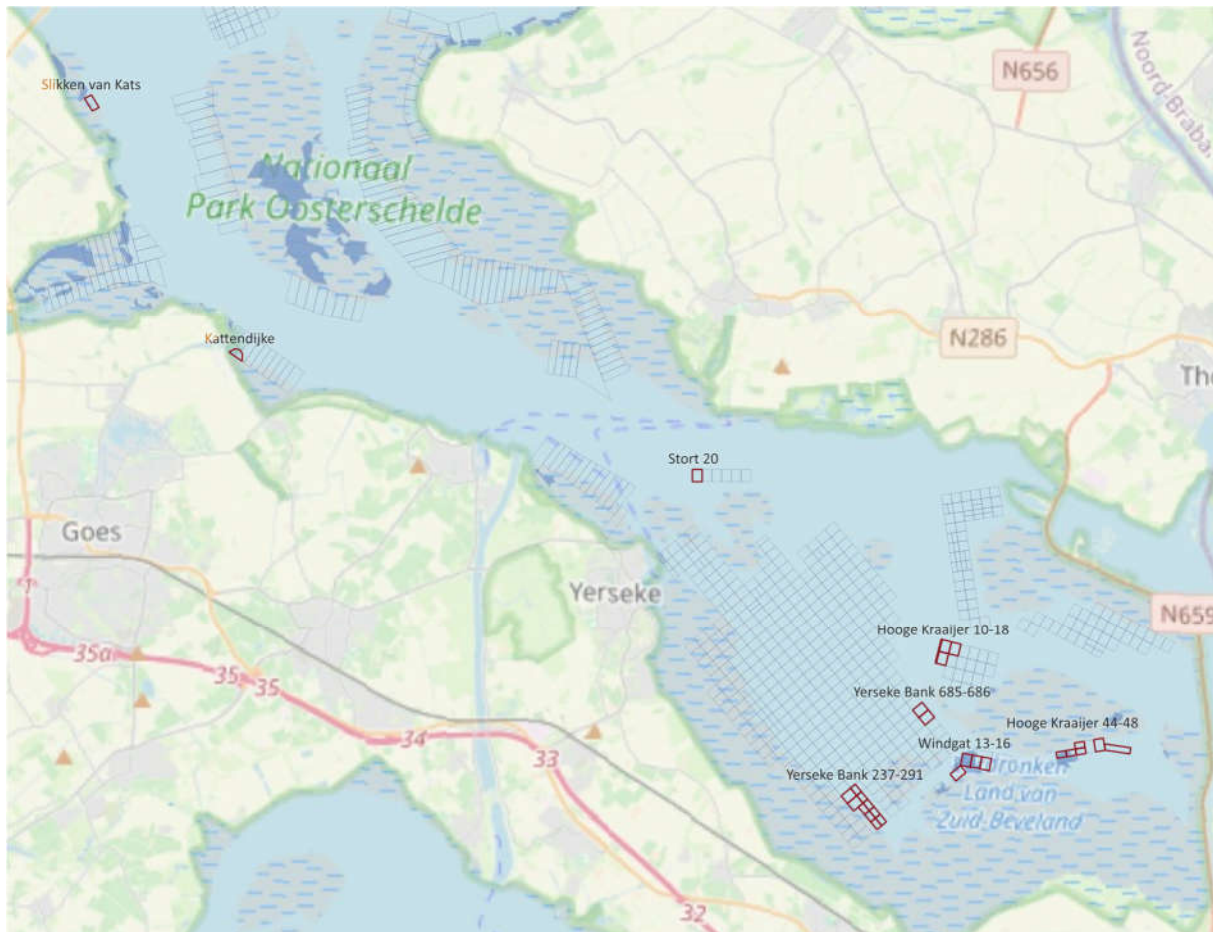 N656
Noord-Braba
Slikken van Kats
Nationaal
Park Oosterschelde
Kattendijke
N286
Tho
Stort 20
Goes
Yerseke
N659
Hooge Kraaijer 10-18
35a
35
35
Yerseke Bank 685-686
34
33
Hooge Kraaijer 44-48
Windgat 13-16
Yerseke Bank 237-291
Land van
Zuid-Beveland
32